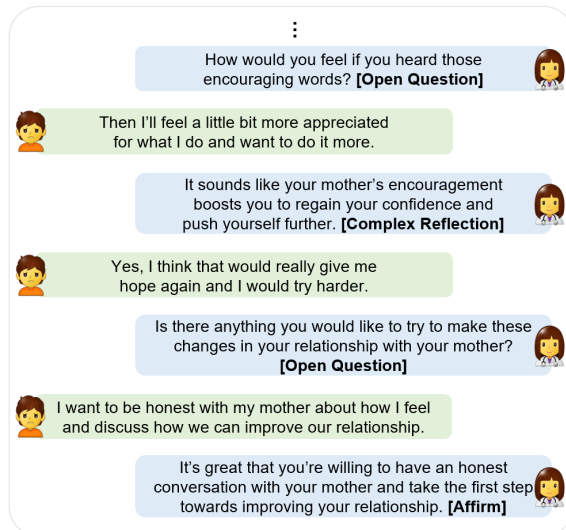 ⋮
How would you feel if you heard those
encouraging words? [Open Question]
Then I'll feel a little bit more appreciated
for what I do and want to do it more.
It sounds like your mother's encouragement
boosts you to regain your confidence and
push yourself further. [Complex Reflection]
Yes, I think that would really give me
hope again and I would try harder.
Is there anything you would like to try to make these
changes in your relationship with your mother?
[Open Question]
I want to be honest with my mother about how I feel
and discuss how we can improve our relationship.
It's great that you're willing to have an honest
conversation with your mother and take the first step
towards improving your relationship. [Affirm]